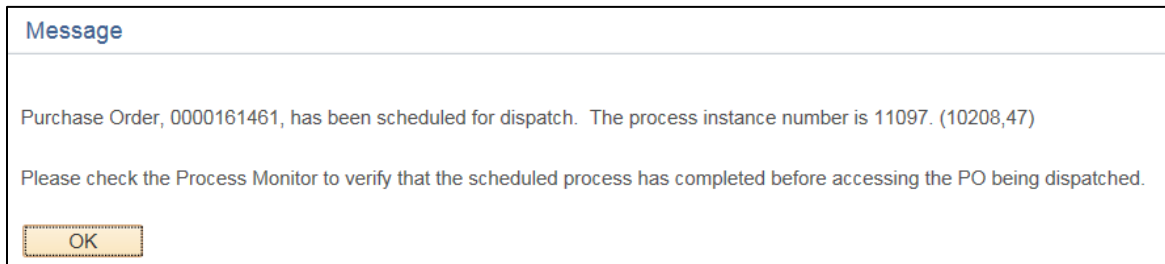 Message
Purchase Order, 0000161461, has been scheduled for dispatch.  The process instance number is 11097. (10208,47)
Please check the Process Monitor to verify that the scheduled process has completed before accessing the PO being dispatched.
OK